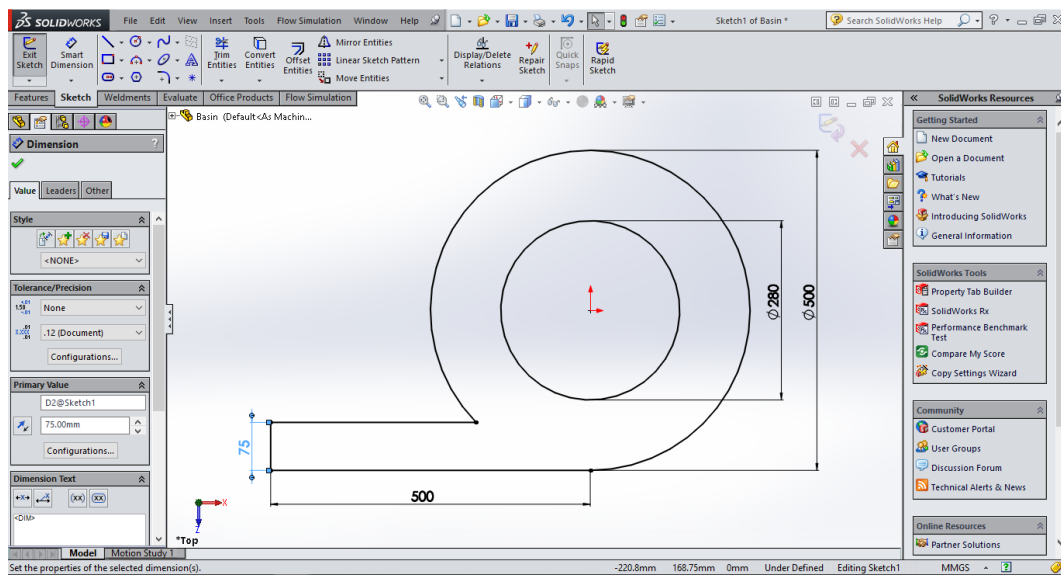 SOLIDWORKS File Edit View Insert Tools Flow Simulation Window Help Sketch1 of Basin * Search SolidWorks Help
Exit Sketch Smart Dimension Trim Entities Convert Entities Offset Entities Mirror Entities Linear Sketch Pattern Move Entities Display/Delete Relations Repair Sketch Quick Snaps Rapid Sketch
Features Sketch Weldments Evaluate Office Products Flow Simulation
Basin (Default<As Machin...
Dimension ?
Value Leaders Other
Style
<NONE>
Tolerance/Precision
None
.12 (Document)
Configurations...
Primary Value
D2@Sketch1
75.00mm
Configurations...
Dimension Text
(xx) (xx)
<DIM>
Ø 280
Ø 500
75
500
X
Z
*Top
SolidWorks Resources
Getting Started
New Document
Open a Document
Tutorials
What's New
Introducing SolidWorks
General Information
SolidWorks Tools
Property Tab Builder
SolidWorks Rx
Performance Benchmark
Test
Compare My Score
Copy Settings Wizard
Community
Customer Portal
User Groups
Discussion Forum
Technical Alerts & News
Online Resources
Partner Solutions
Model Motion Study 1
Set the properties of the selected dimension(s). -220.8mm 168.75mm 0mm Under Defined Editing Sketch1 MMGS